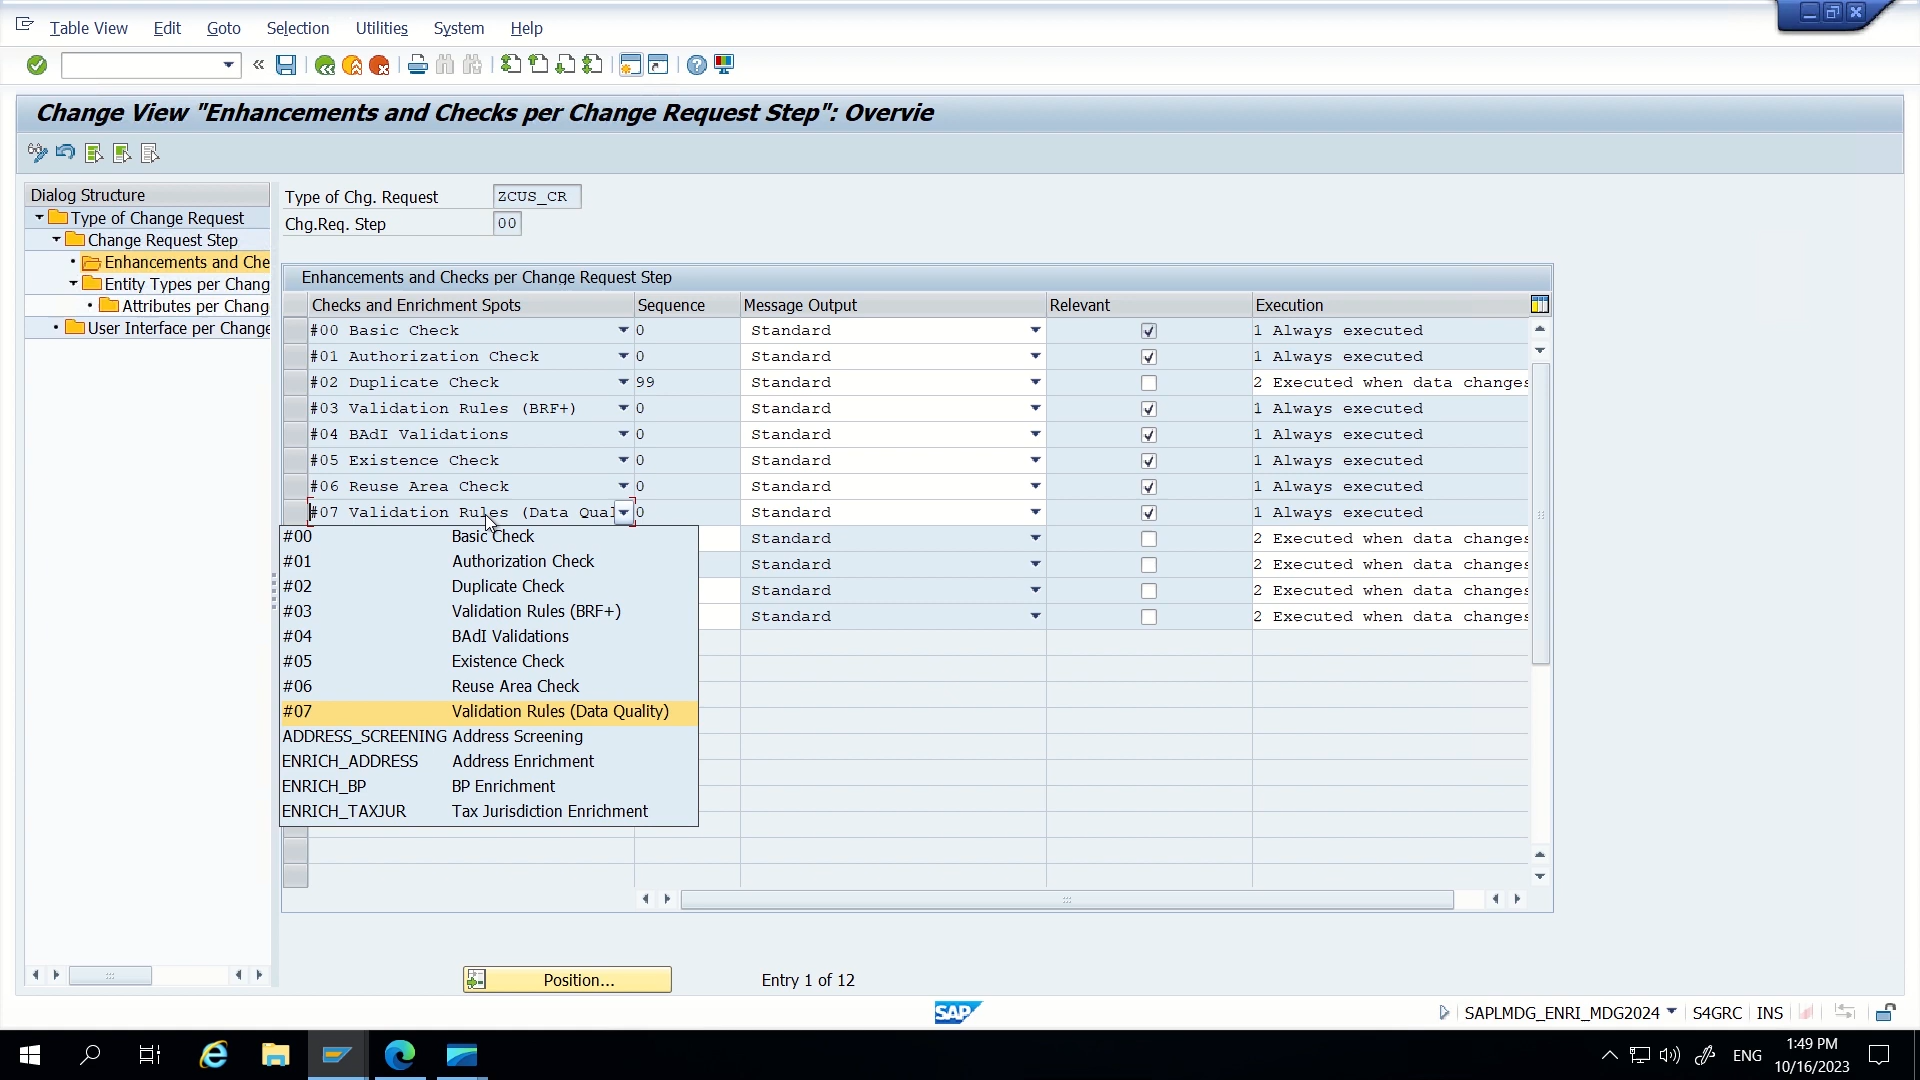 Table View Edit Goto Selection Utilities System Help
Change View "Enhancements and Checks per Change Request Step": Overvie
Dialog Structure
Type of Change Request
Change Request Step
Enhancements and Che
Entity Types per Chang
Attributes per Chang
User Interface per Change
Type of Chg. Request ZCUS_CR
Chg.Req. Step 00
Enhancements and Checks per Change Request Step
Checks and Enrichment Spots Sequence Message Output Relevant Execution
#00 Basic Check 0 Standard 1 Always executed
#01 Authorization Check 0 Standard 1 Always executed
#02 Duplicate Check 99 Standard 2 Executed when data changes
#03 Validation Rules (BRF+) 0 Standard 1 Always executed
#04 BAdI Validations 0 Standard 1 Always executed
#05 Existence Check 0 Standard 1 Always executed
#06 Reuse Area Check 0 Standard 1 Always executed
#07 Validation Rules (Data Qual 0 Standard 1 Always executed
Standard 2 Executed when data changes
Standard 2 Executed when data changes
Standard 2 Executed when data changes
Standard 2 Executed when data changes
#00 Basic Check
#01 Authorization Check
#02 Duplicate Check
#03 Validation Rules (BRF+)
#04 BAdI Validations
#05 Existence Check
#06 Reuse Area Check
#07 Validation Rules (Data Quality)
ADDRESS_SCREENING Address Screening
ENRICH_ADDRESS Address Enrichment
ENRICH_BP BP Enrichment
ENRICH_TAXJUR Tax Jurisdiction Enrichment
Position... Entry 1 of 12
SAP
SAPLMDG_ENRI_MDG2024 S4GRC INS
ENG
1:49 PM
10/16/2023